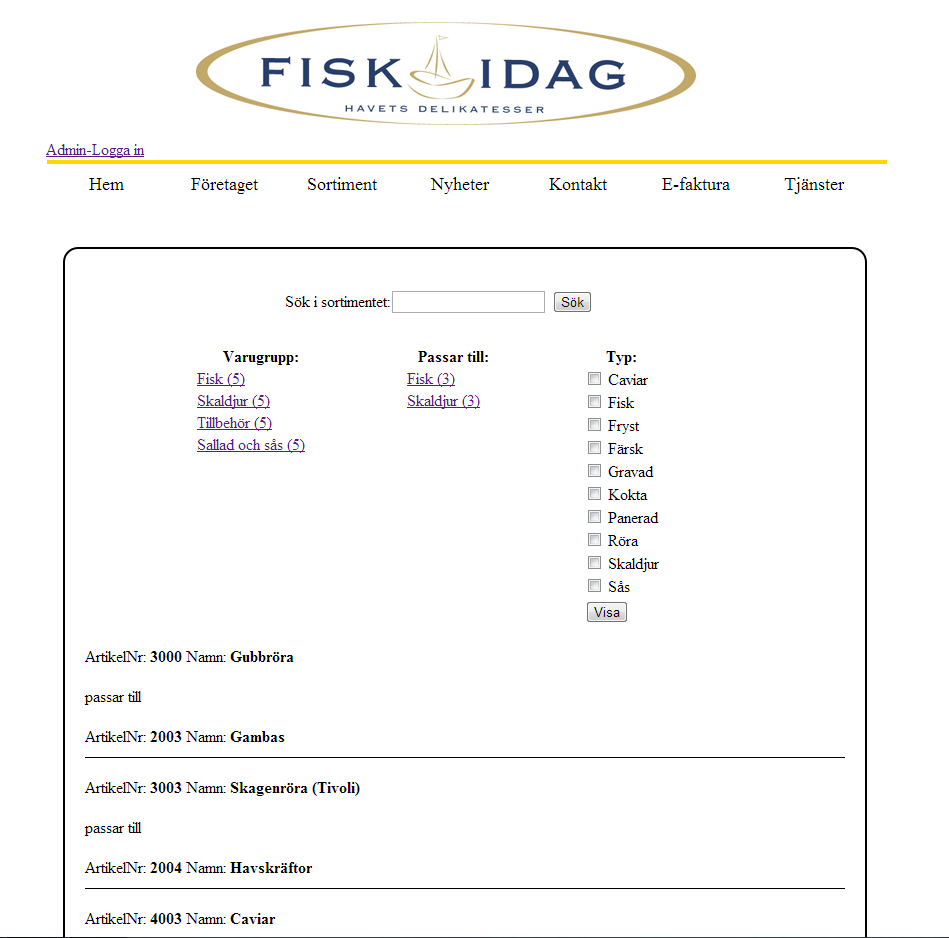 FISK IDAG
HAVETS DELIKATESSER
Admin-Logga in
Hem Företaget Sortiment Nyheter Kontakt E-faktura Tjänster
Sök i sortimentet: Sök
Varugrupp: Passar till: Typ:
Fisk (5) Fisk (3) Caviar
Skaldjur (5) Skaldjur (3) Fisk
Tillbehör (5) Fryst
Sallad och sås (5) Färsk
Gravad
Kokta
Panerad
Röra
Skaldjur
Sås
Visa
ArtikelNr: 3000 Namn: Gubbröra
passar till
ArtikelNr: 2003 Namn: Gambas
ArtikelNr: 3003 Namn: Skagenröra (Tivoli)
passar till
ArtikelNr: 2004 Namn: Havskräftor
ArtikelNr: 4003 Namn: Caviar